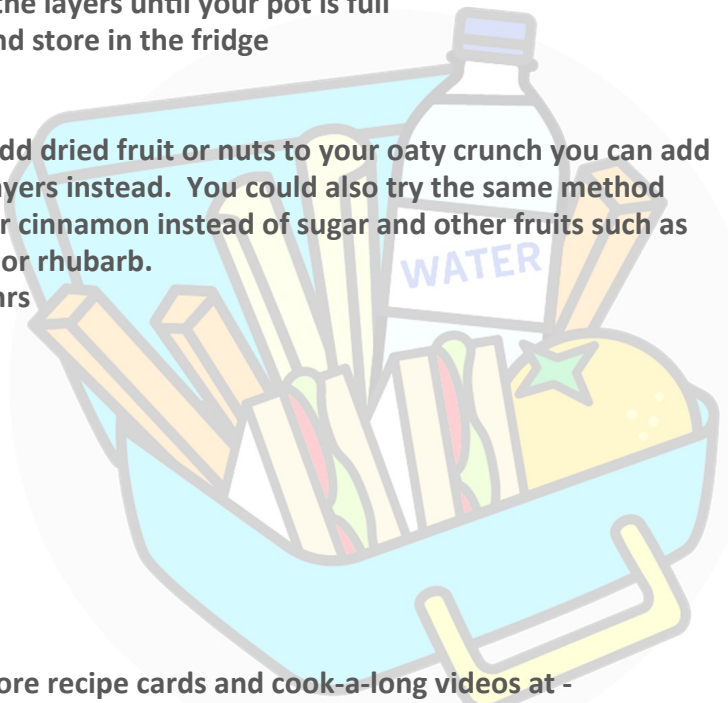 the layers until your pot is full
nd store in the fridge
dd dried fruit or nuts to your oaty crunch you can add
ayers instead.  You could also try the same method
r cinnamon instead of sugar and other fruits such as
or rhubarb.
WATER
hrs
ore recipe cards and cook-a-long videos at -